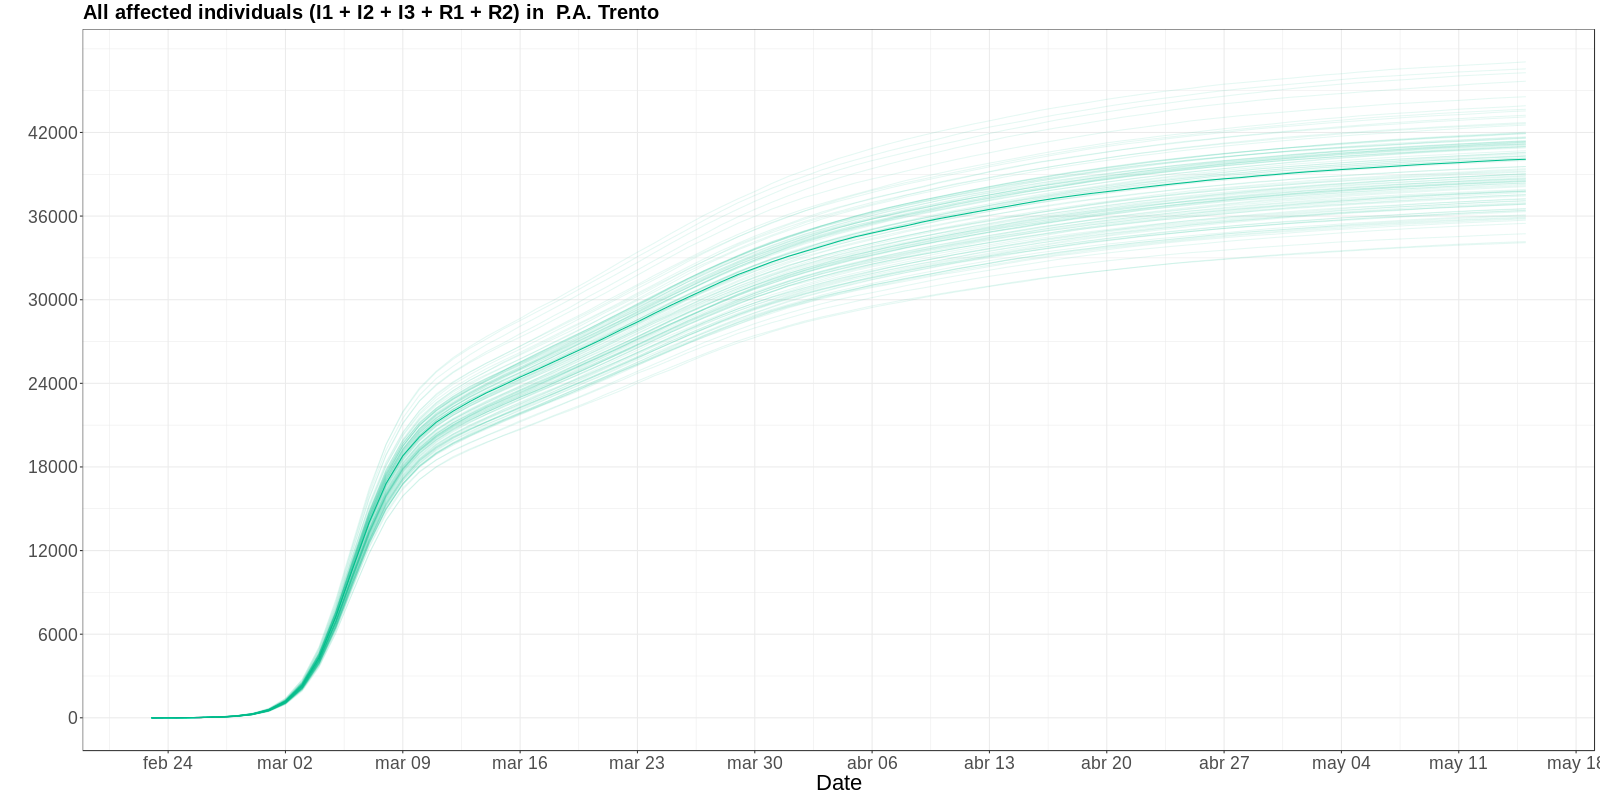 All affected individuals (I1 + I2 + I3 + R1 + R2) in  P.A. Trento
42000
36000
30000
24000
18000
12000
6000
0
feb 24 mar 02 mar 09 mar 16 mar 23 mar 30 abr 06 abr 13 abr 20 abr 27 may 04 may 11 may 18
Date